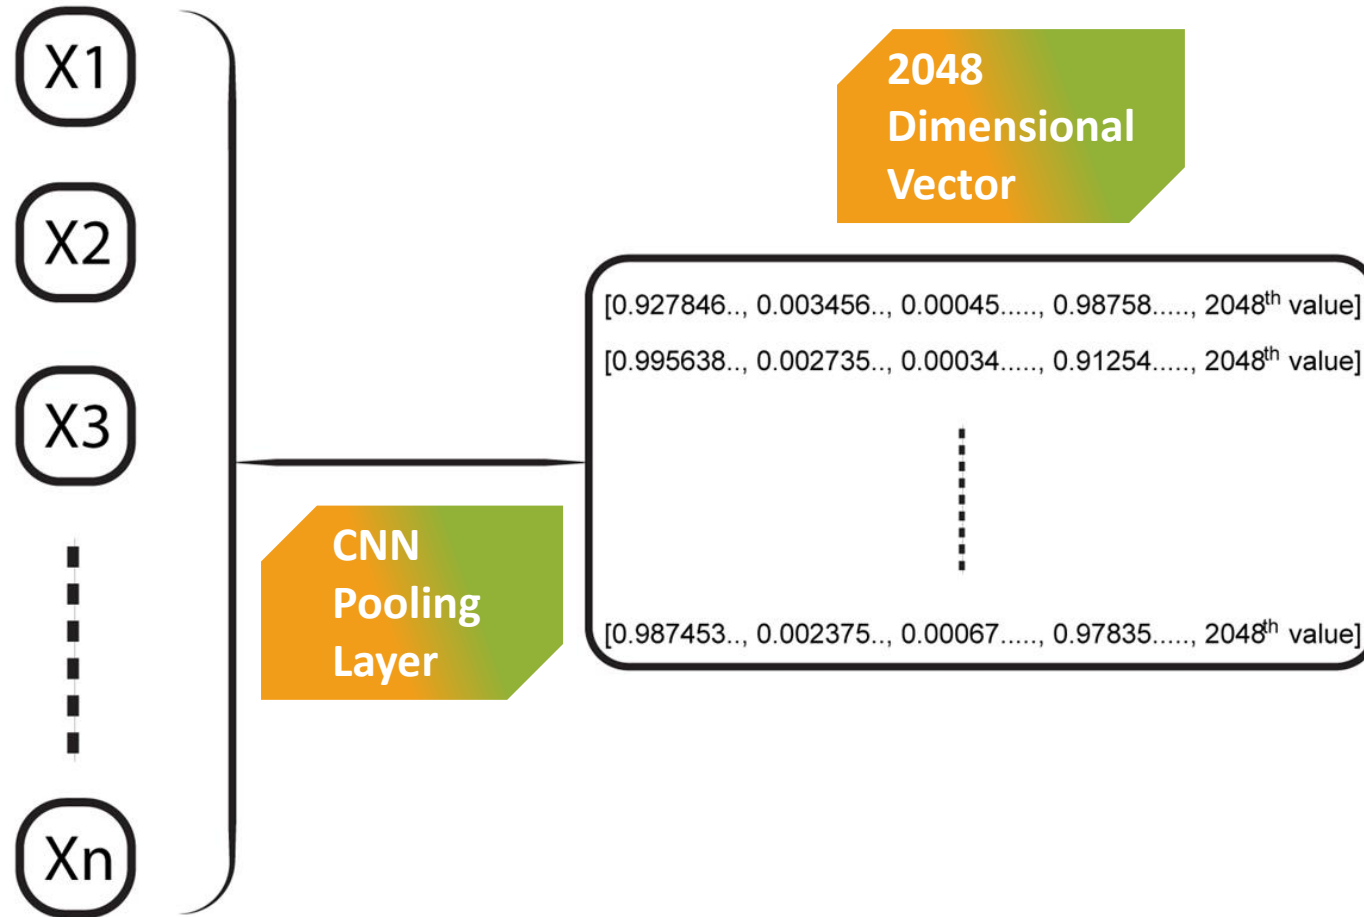 X1
X2
X3
Xn
CNN
Pooling
Layer
2048
Dimensional
Vector
[0.927846.., 0.003456.., 0.00045....., 0.98758....., 2048th value]
[0.995638.., 0.002735.., 0.00034....., 0.91254....., 2048th value]
[0.987453.., 0.002375.., 0.00067....., 0.97835....., 2048th value]